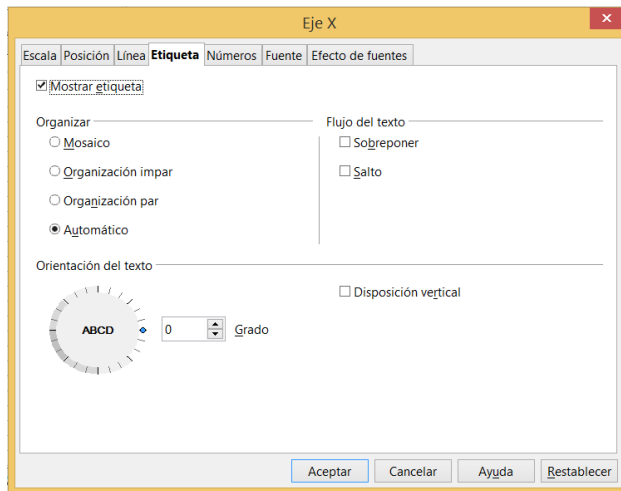 Eje X
Escala Posición Línea Etiqueta Números Fuente Efecto de fuentes
Mostrar etiqueta
Organizar
Mosaico
Organización impar
Organización par
Automático
Flujo del texto
Sobreponer
Salto
Orientación del texto
ABCD
0
Grado
Disposición vertical
Aceptar Cancelar Ayuda Restablecer